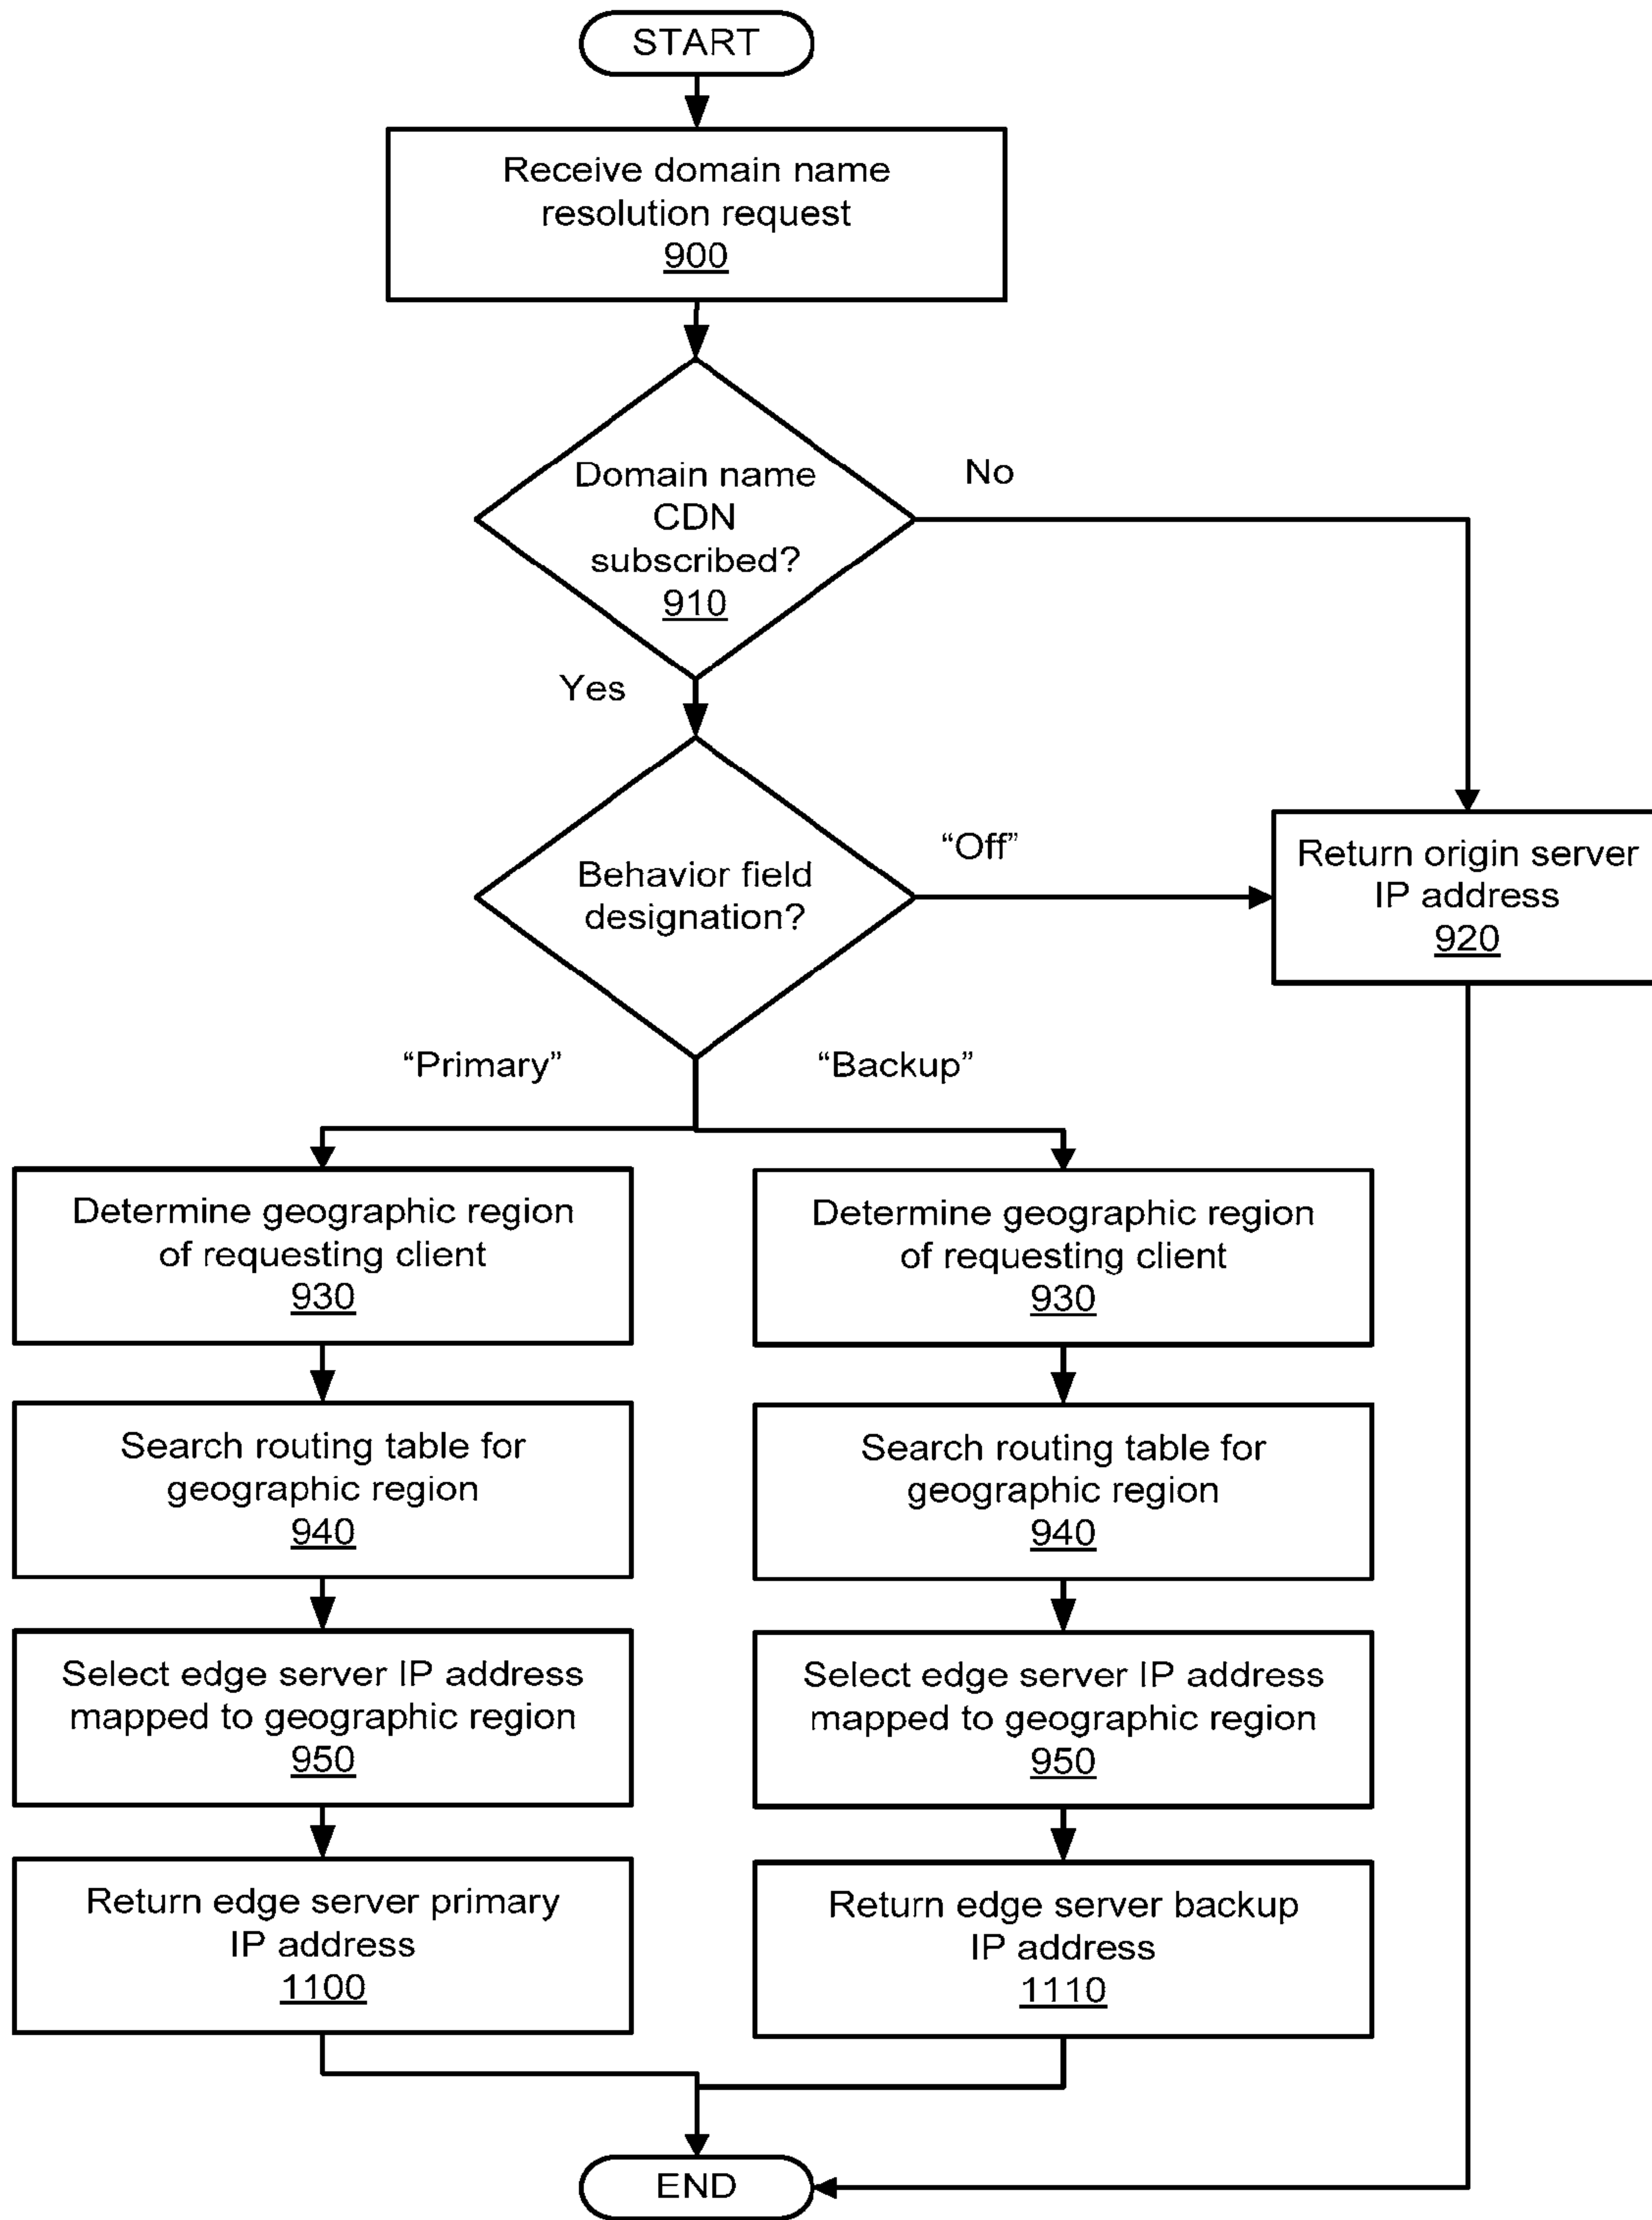 START
Receive domain name
resolution request
900
Domain name
CDN
subscribed?
910
No
Yes
Behavior field
designation?
“Off”
Return origin server
IP address
920
“Primary”
“Backup”
Determine geographic region
of requesting client
930
Determine geographic region
of requesting client
930
Search routing table for
geographic region
940
Search routing table for
geographic region
940
Select edge server IP address
mapped to geographic region
950
Select edge server IP address
mapped to geographic region
950
Return edge server primary
IP address
1100
Return edge server backup
IP address
1110
END